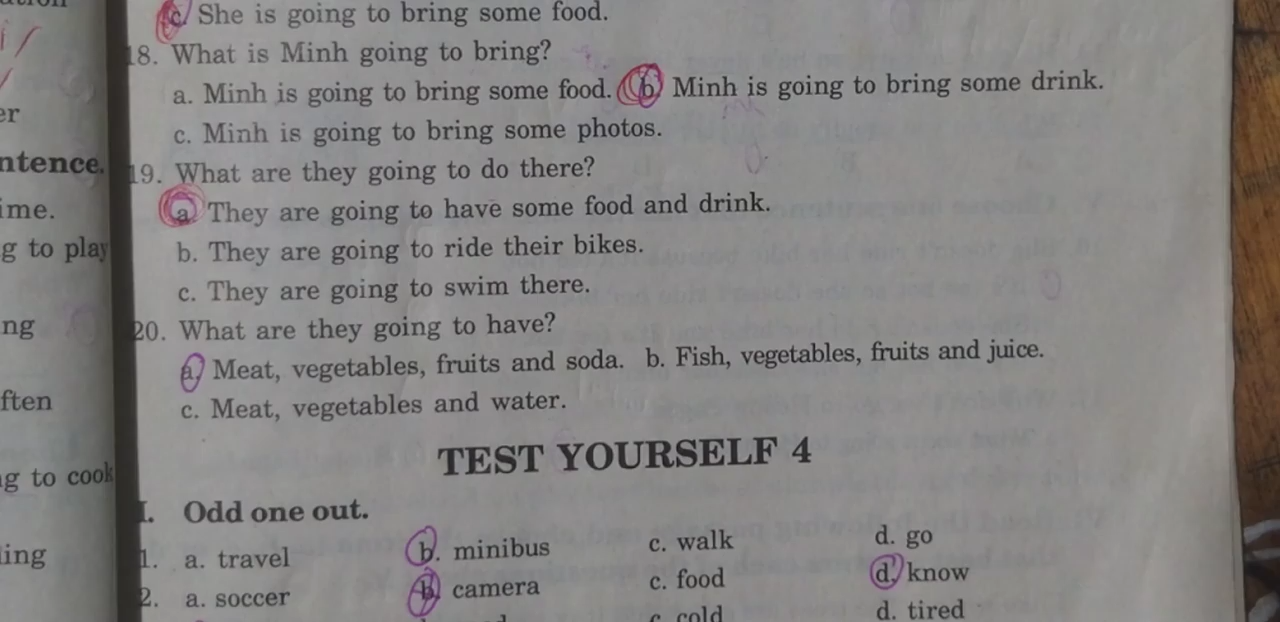 c. She is going to bring some food.
18. What is Minh going to bring?
a. Minh is going to bring some food. b. Minh is going to bring some drink.
c. Minh is going to bring some photos.
19. What are they going to do there?
a. They are going to have some food and drink.
b. They are going to ride their bikes.
c. They are going to swim there.
20. What are they going to have?
a. Meat, vegetables, fruits and soda. b. Fish, vegetables, fruits and juice.
c. Meat, vegetables and water.
TEST YOURSELF 4
I. Odd one out.
1. a. travel b. minibus c. walk d. go
2. a. soccer b. camera c. food d. know
c. cold d. tired
er
ntence.
ime.
g to play
ng
ften
g to cook
ing